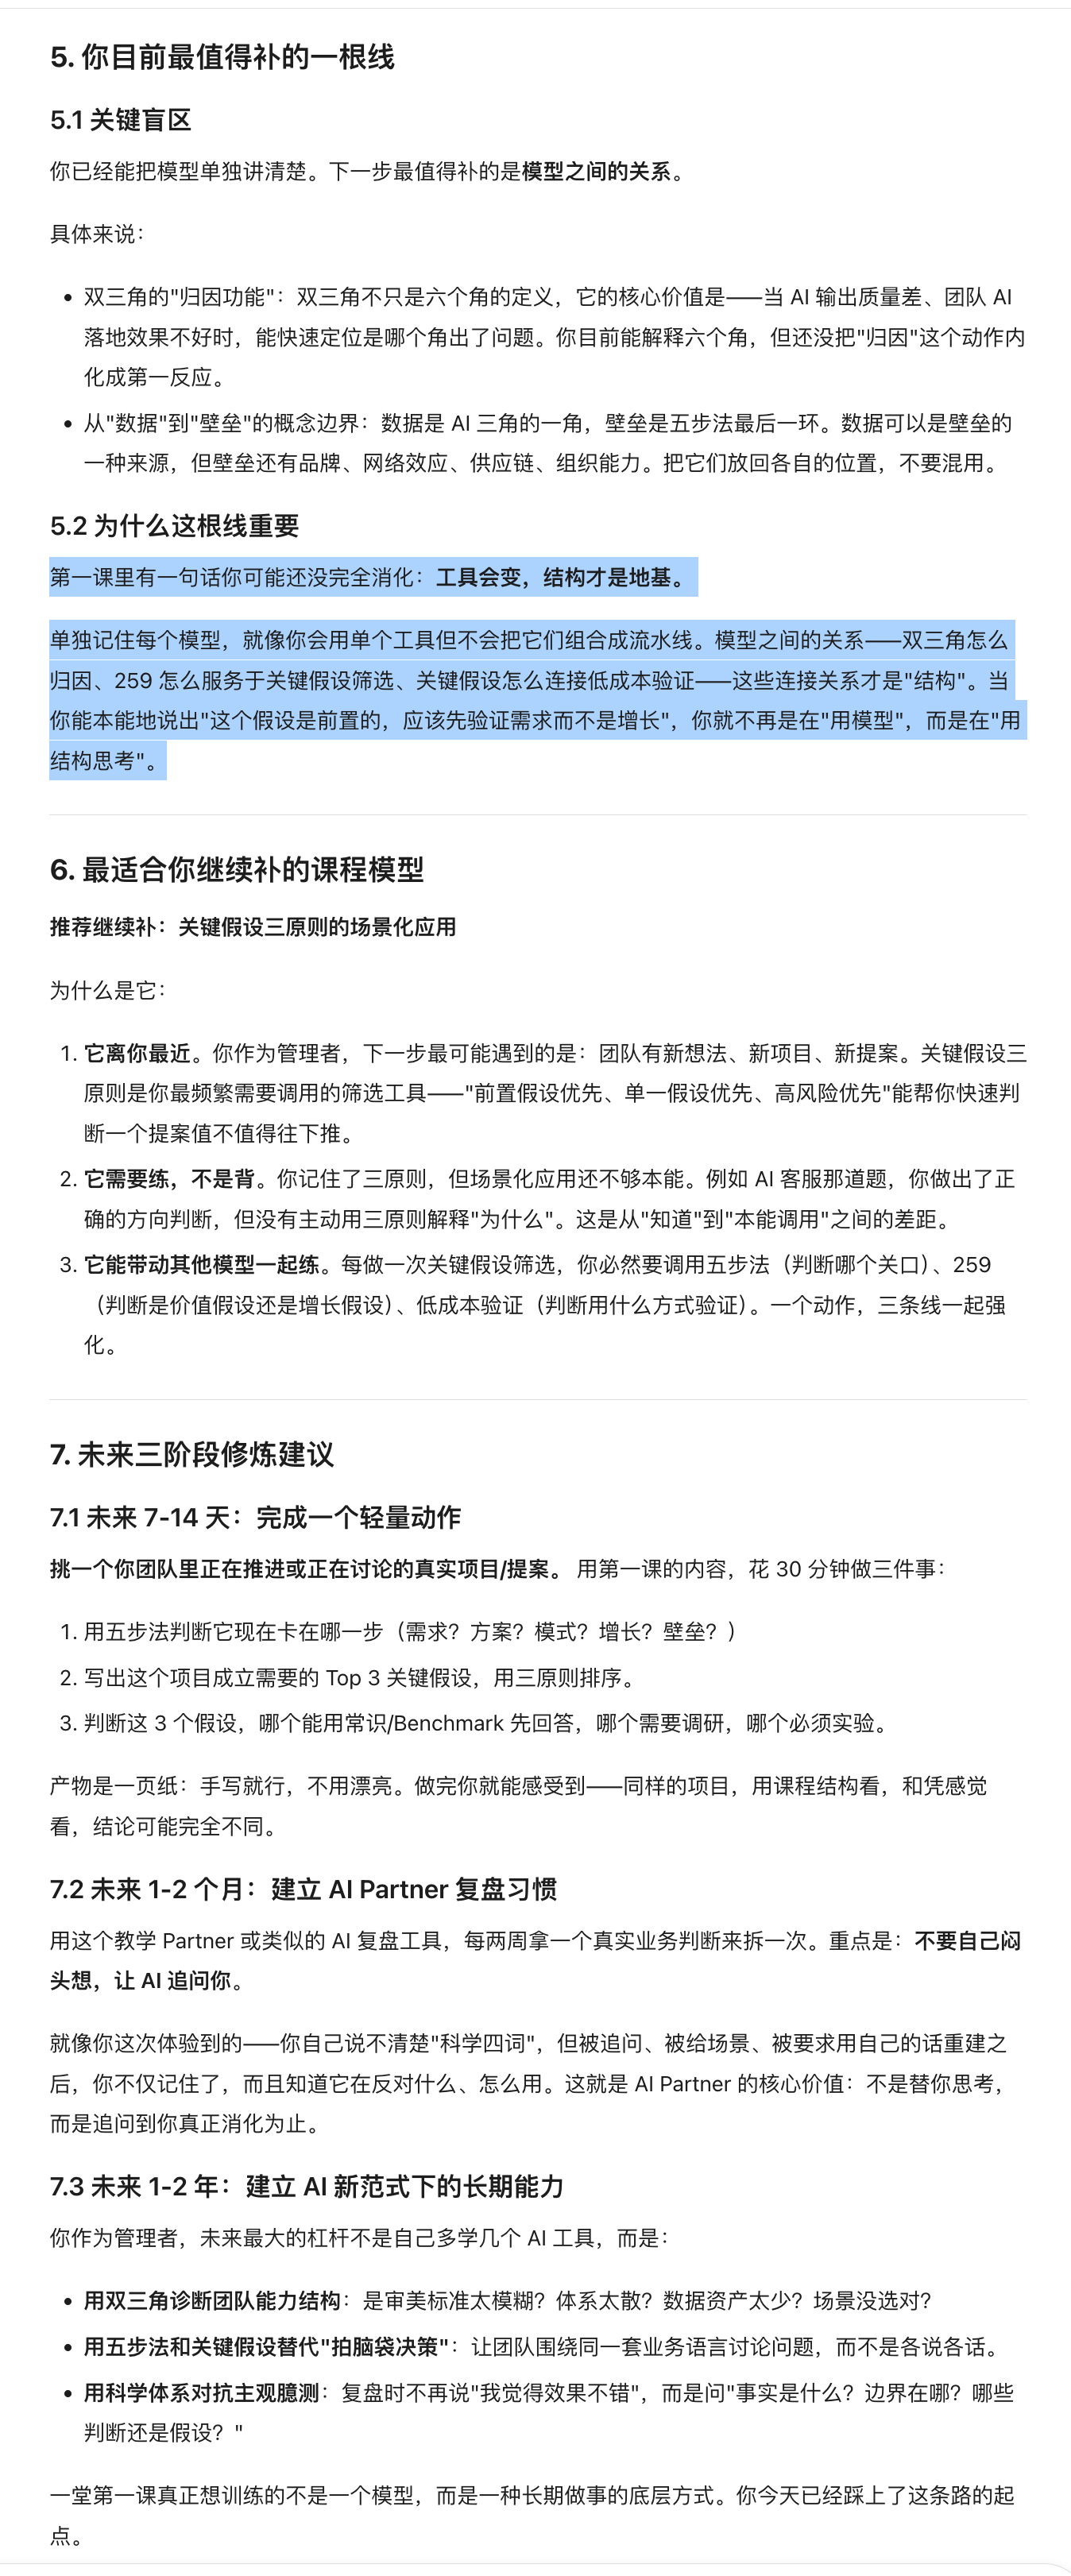 5. 你目前最值得补的一根线
5.1 关键盲区
你已经能把模型单独讲清楚。下一步最值得补的是模型之间的关系。
具体来说：
• 双三角的"归因功能"：双三角不只是六个角的定义，它的核心价值是——当 AI 输出质量差、团队 AI
落地效果不好时，能快速定位是哪个角出了问题。你目前能解释六个角，但还没把"归因"这个动作内
化成第一反应。
• 从"数据"到"壁垒"的概念边界：数据是 AI 三角的一角，壁垒是五步法最后一环。数据可以是壁垒的
一种来源，但壁垒还有品牌、网络效应、供应链、组织能力。把它们放回各自的位置，不要混用。
5.2 为什么这根线重要
第一课里有一句话你可能还没完全消化：工具会变，结构才是地基。
单独记住每个模型，就像你会用单个工具但不会把它们组合成流水线。模型之间的关系——双三角怎么
归因、259 怎么服务于关键假设筛选、关键假设怎么连接低成本验证——这些连接关系才是"结构"。当
你能本能地说出"这个假设是前置的，应该先验证需求而不是增长"，你就不再是在"用模型"，而是在"用
结构思考"。
6. 最适合你继续补的课程模型
推荐继续补：关键假设三原则的场景化应用
为什么是它：
1. 它离你最近。你作为管理者，下一步最可能遇到的是：团队有新想法、新项目、新提案。关键假设三
原则是你最频繁需要调用的筛选工具——"前置假设优先、单一假设优先、高风险优先"能帮你快速判
断一个提案值不值得往下推。
2. 它需要练，不是背。你记住了三原则，但场景化应用还不够本能。例如 AI 客服那道题，你做出了正
确的方向判断，但没有主动用三原则解释"为什么"。这是从"知道"到"本能调用"之间的差距。
3. 它能带动其他模型一起练。每做一次关键假设筛选，你必然要调用五步法（判断哪个关口）、259
（判断是价值假设还是增长假设）、低成本验证（判断用什么方式验证）。一个动作，三条线一起强
化。
7. 未来三阶段修炼建议
7.1 未来 7-14 天：完成一个轻量动作
挑一个你团队里正在推进或正在讨论的真实项目/提案。 用第一课的内容，花 30 分钟做三件事：
1. 用五步法判断它现在卡在哪一步（需求？方案？模式？增长？壁垒？）
2. 写出这个项目成立需要的 Top 3 关键假设，用三原则排序。
3. 判断这 3 个假设，哪个能用常识/Benchmark 先回答，哪个需要调研，哪个必须实验。
产物是一页纸：手写就行，不用漂亮。做完你就能感受到——同样的项目，用课程结构看，和凭感觉
看，结论可能完全不同。
7.2 未来 1-2 个月：建立 AI Partner 复盘习惯
用这个教学 Partner 或类似的 AI 复盘工具，每两周拿一个真实业务判断来拆一次。重点是：不要自己闷
头想，让 AI 追问你。
就像你这次体验到的——你自己说不清楚"科学四词"，但被追问、被给场景、被要求用自己的话重建之
后，你不仅记住了，而且知道它在反对什么、怎么用。这就是 AI Partner 的核心价值：不是替你思考，
而是追问到你真正消化为止。
7.3 未来 1-2 年：建立 AI 新范式下的长期能力
你作为管理者，未来最大的杠杆不是自己多学几个 AI 工具，而是：
• 用双三角诊断团队能力结构：是审美标准太模糊？体系太散？数据资产太少？场景没选对？
• 用五步法和关键假设替代"拍脑袋决策"：让团队围绕同一套业务语言讨论问题，而不是各说各话。
• 用科学体系对抗主观臆测：复盘时不再说"我觉得效果不错"，而是问"事实是什么？边界在哪？哪些
判断还是假设？"
一堂第一课真正想训练的不是一个模型，而是一种长期做事的底层方式。你今天已经踩上了这条路的起
点。